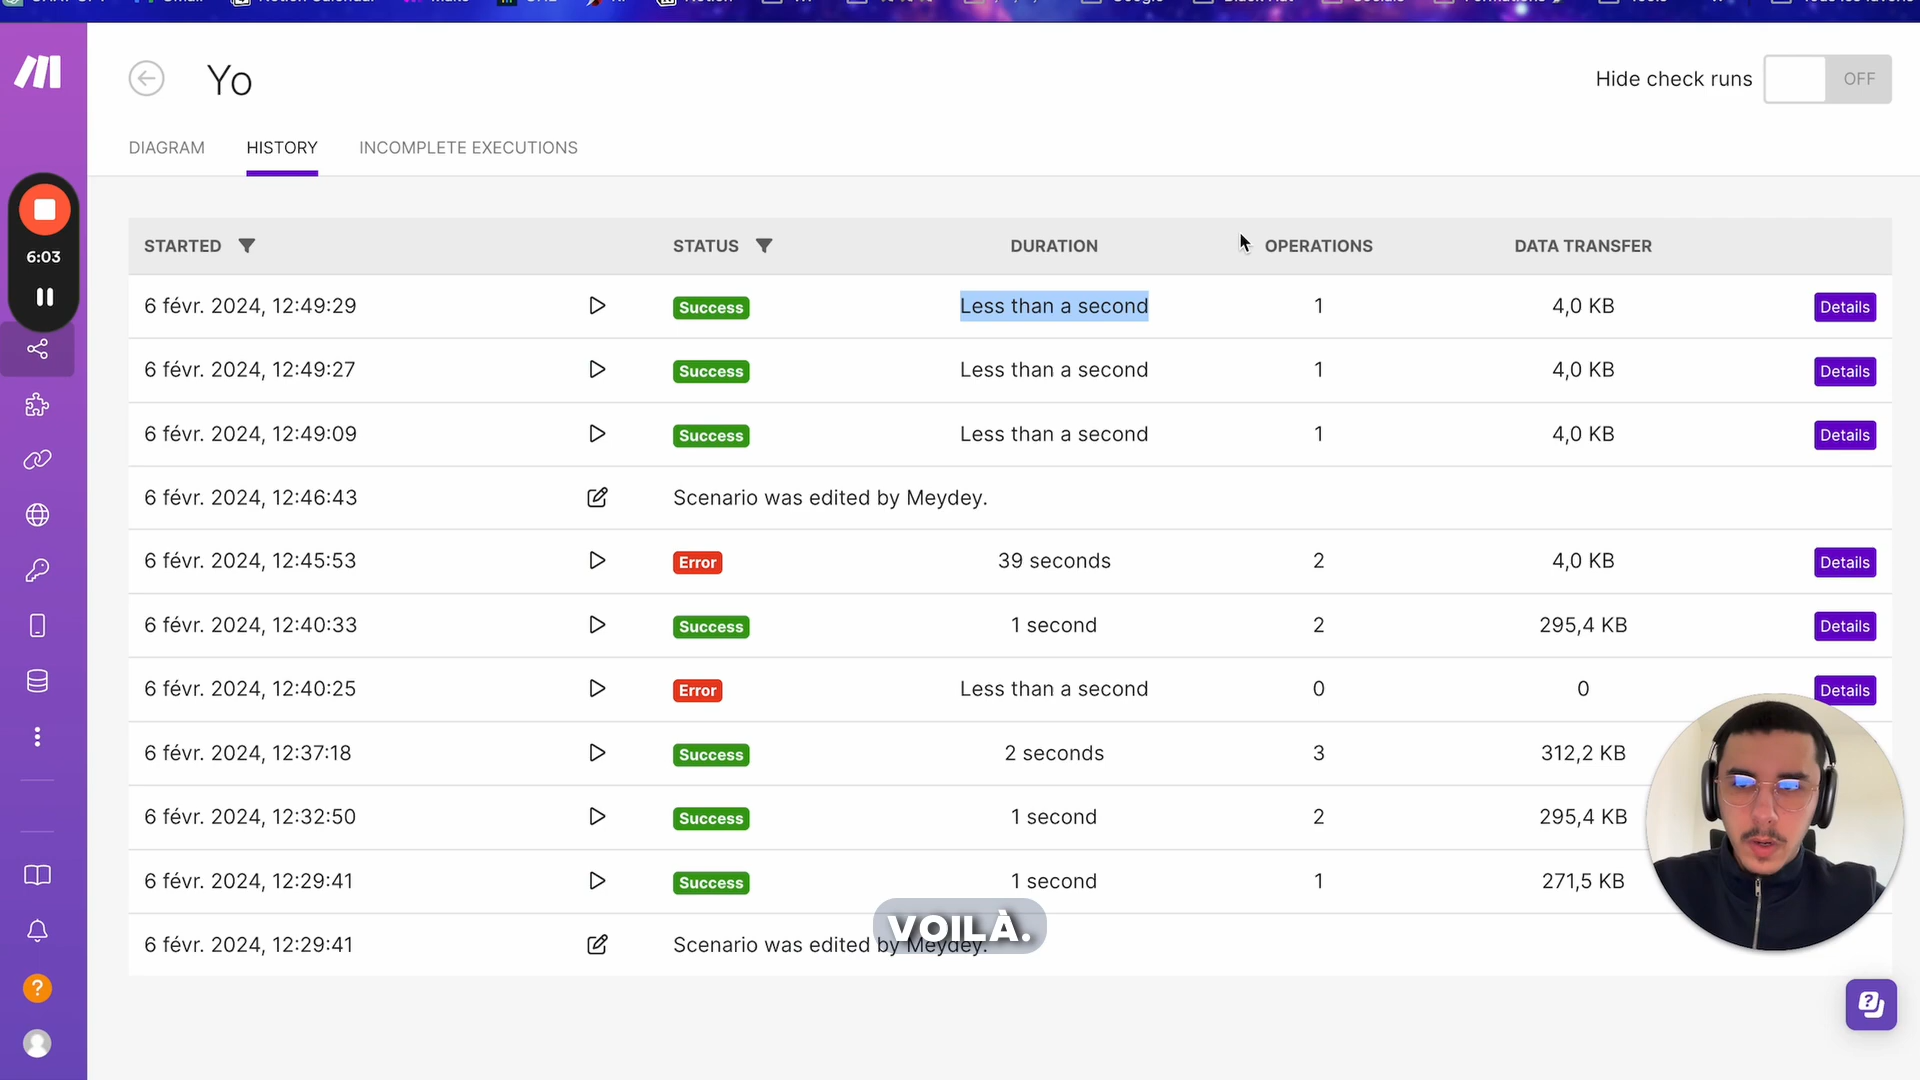 Yo
Hide check runs
OFF
DIAGRAM
HISTORY
INCOMPLETE EXECUTIONS
6:03
STARTED
STATUS
DURATION
OPERATIONS
DATA TRANSFER
6 févr. 2024, 12:49:29 Success Less than a second 1 4,0 KB Details
6 févr. 2024, 12:49:27 Success Less than a second 1 4,0 KB Details
6 févr. 2024, 12:49:09 Success Less than a second 1 4,0 KB Details
6 févr. 2024, 12:46:43 Scenario was edited by Meydey.
6 févr. 2024, 12:45:53 Error 39 seconds 2 4,0 KB Details
6 févr. 2024, 12:40:33 Success 1 second 2 295,4 KB Details
6 févr. 2024, 12:40:25 Error Less than a second 0 0 Details
6 févr. 2024, 12:37:18 Success 2 seconds 3 312,2 KB
6 févr. 2024, 12:32:50 Success 1 second 2 295,4 KB
6 févr. 2024, 12:29:41 Success 1 second 1 271,5 KB
VOILÀ.
6 févr. 2024, 12:29:41 Scenario was edited by Meydey.